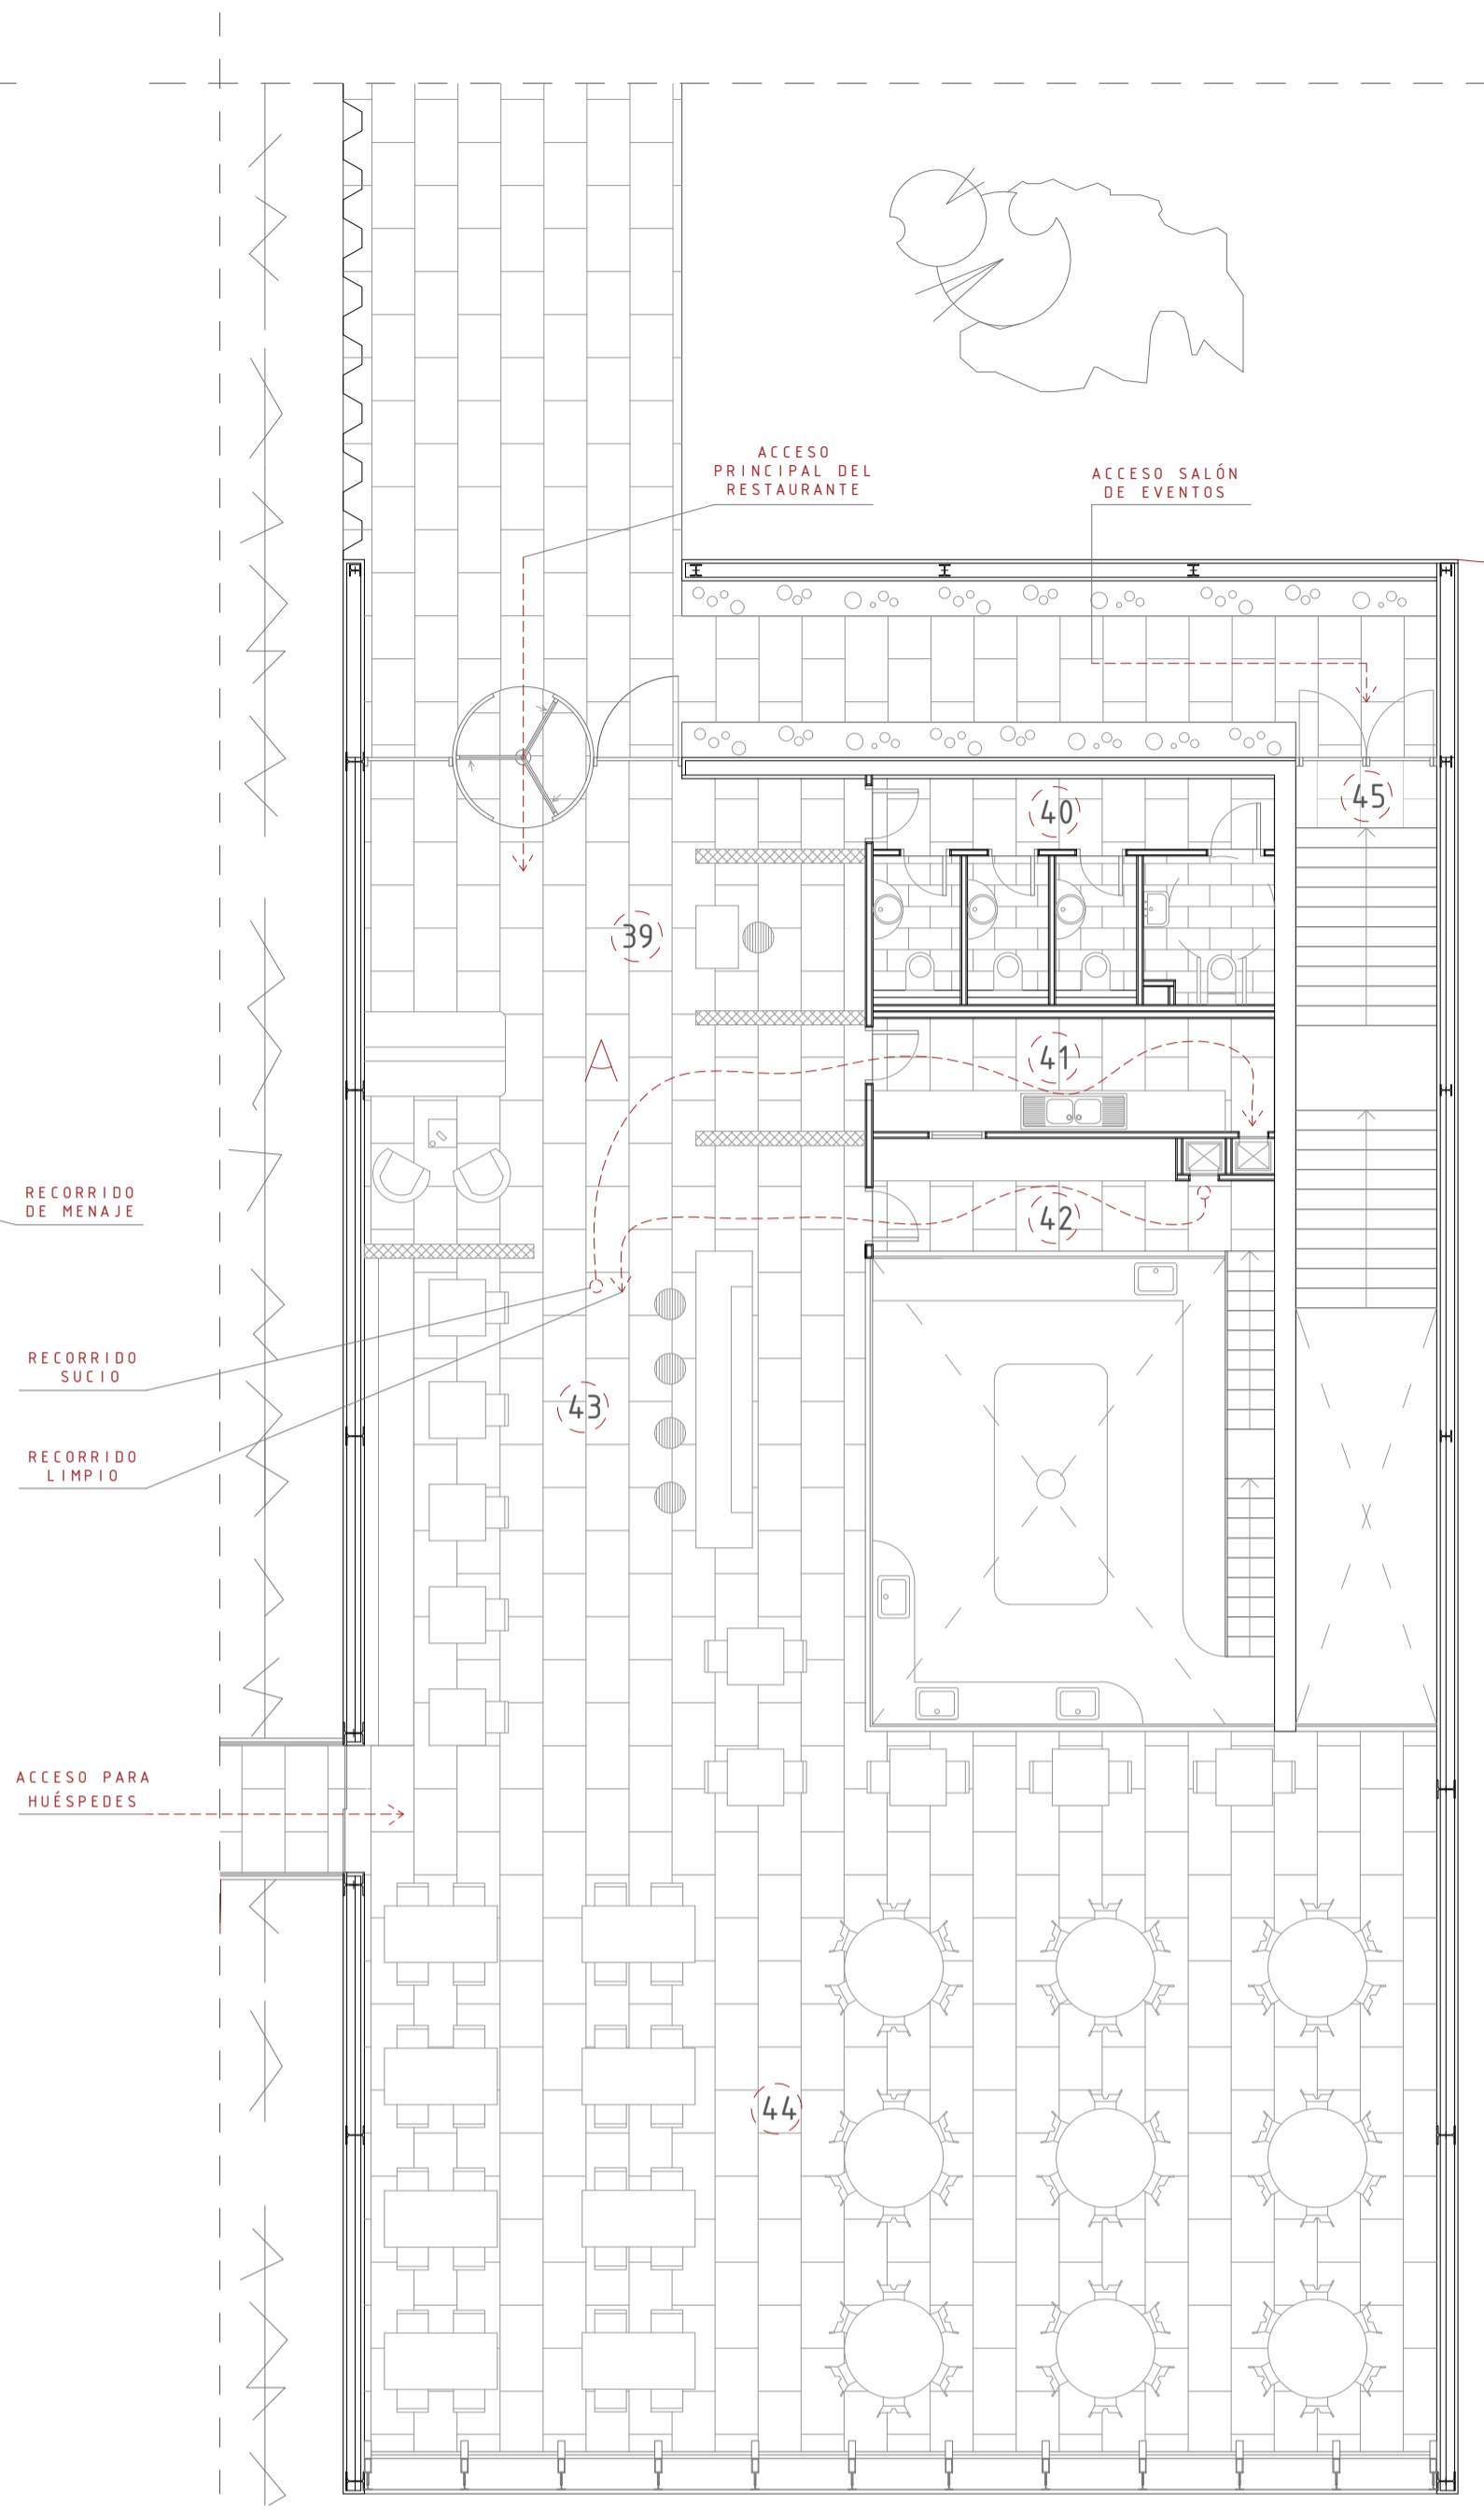 ACCESO
PRINCIPAL DEL
RESTAURANTE
ACCESO SALÓN
DE EVENTOS
40
45
39
41
A
RECORRIDO
DE MENAJE
42
RECORRIDO
SUCIO
43
RECORRIDO
LIMPIO
ACCESO PARA
HUÉSPEDES
44